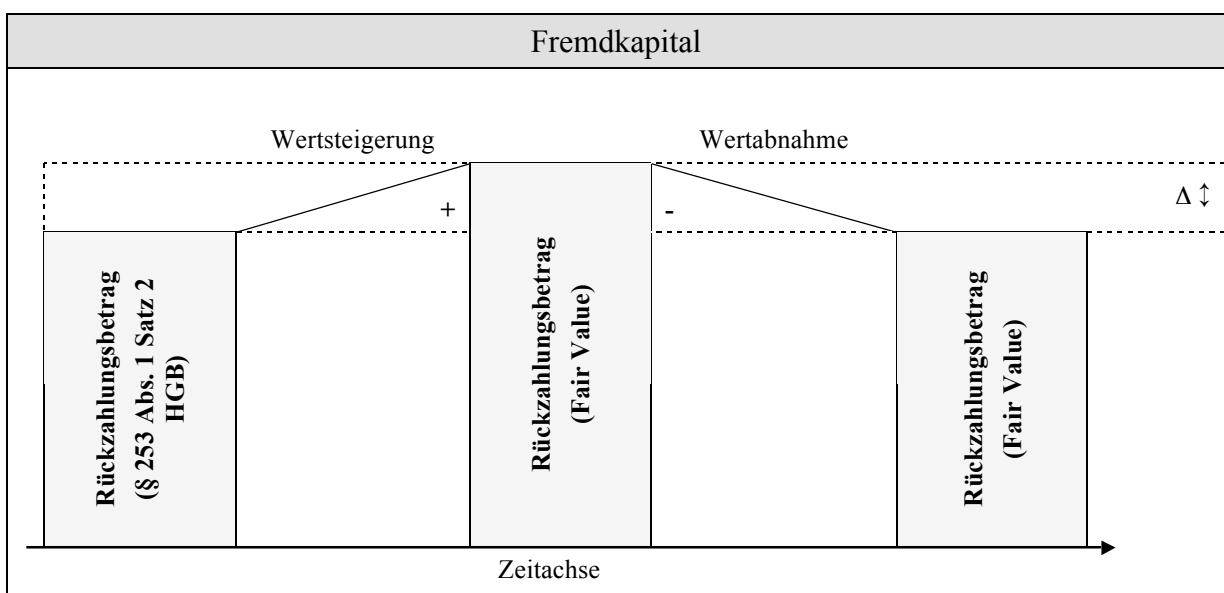 Fremdkapital
Wertsteigerung
Wertabnahme
+
-
Δ ↕
Rückzahlungsbetrag
(§ 253 Abs. 1 Satz 2
HGB)
Rückzahlungsbetrag
(Fair Value)
Rückzahlungsbetrag
(Fair Value)
Zeitachse